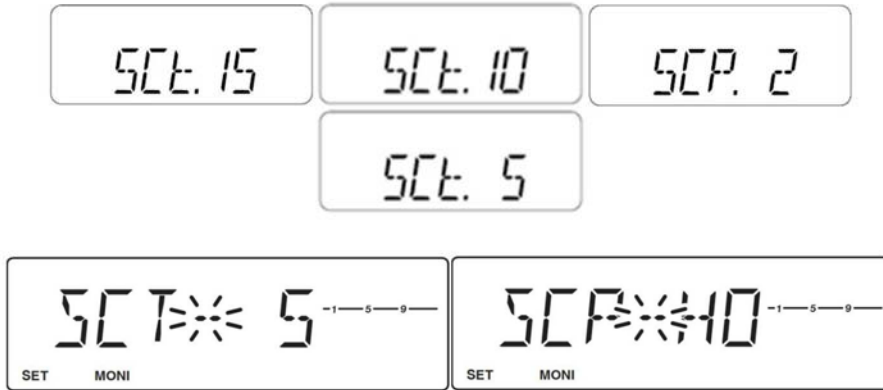 SCt. 15 SCt. 10 SCP. 2
SCt. 5
SCT- 5 -1—5—9— SCP-HO -1—5—9—
SET MONI SET MONI